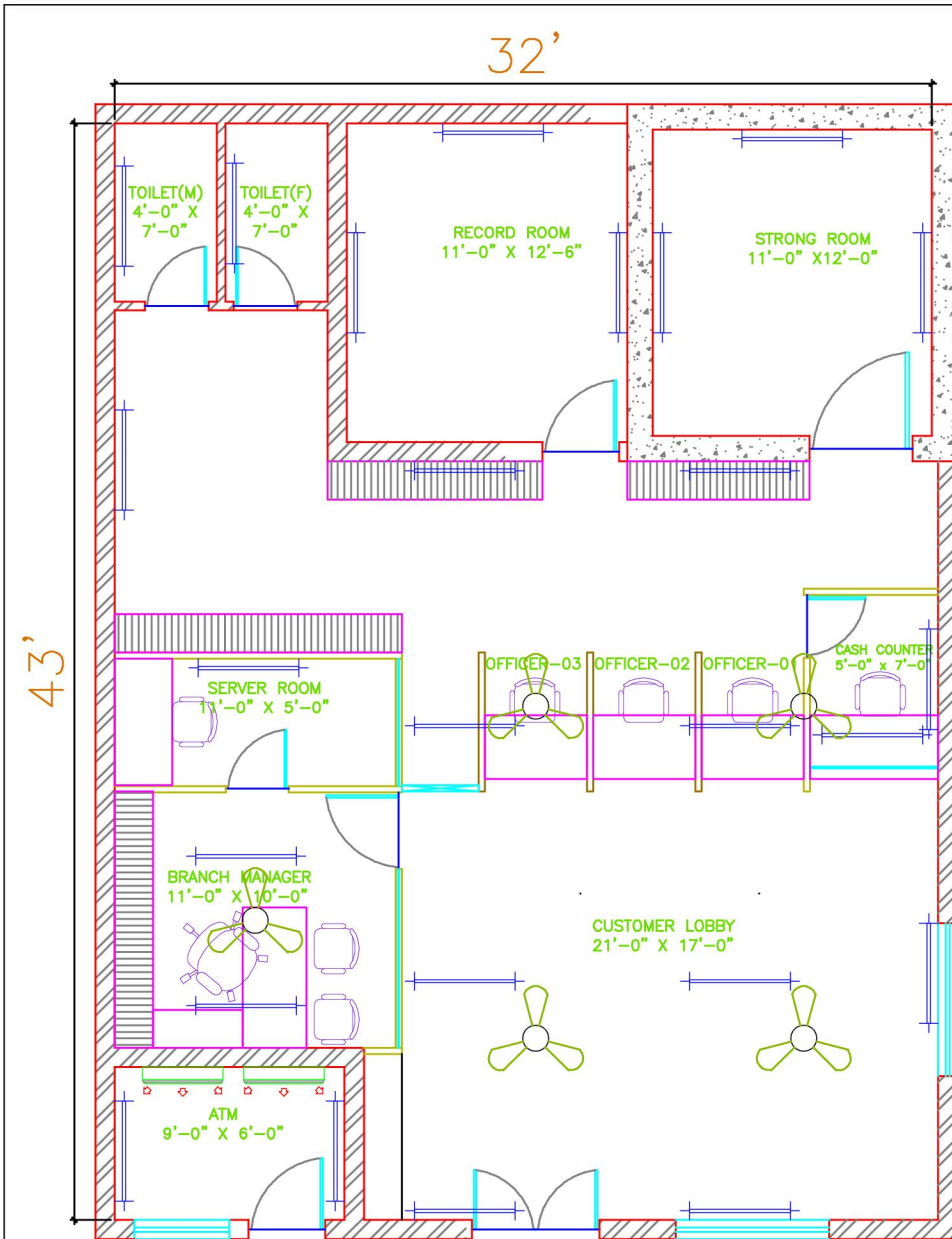 32'
43'
TOILET(M)
4'-0" X
7'-0"
TOILET(F)
4'-0" X
7'-0"
RECORD ROOM
11'-0" X 12'-6"
STRONG ROOM
11'-0" X12'-0"
OFFICER-03
OFFICER-02
OFFICER-01
CASH COUNTER
5'-0" x 7'-0"
SERVER ROOM
11'-0" X 5'-0"
BRANCH MANAGER
11'-0" X 10'-0"
CUSTOMER LOBBY
21'-0" X 17'-0"
ATM
9'-0" X 6'-0"